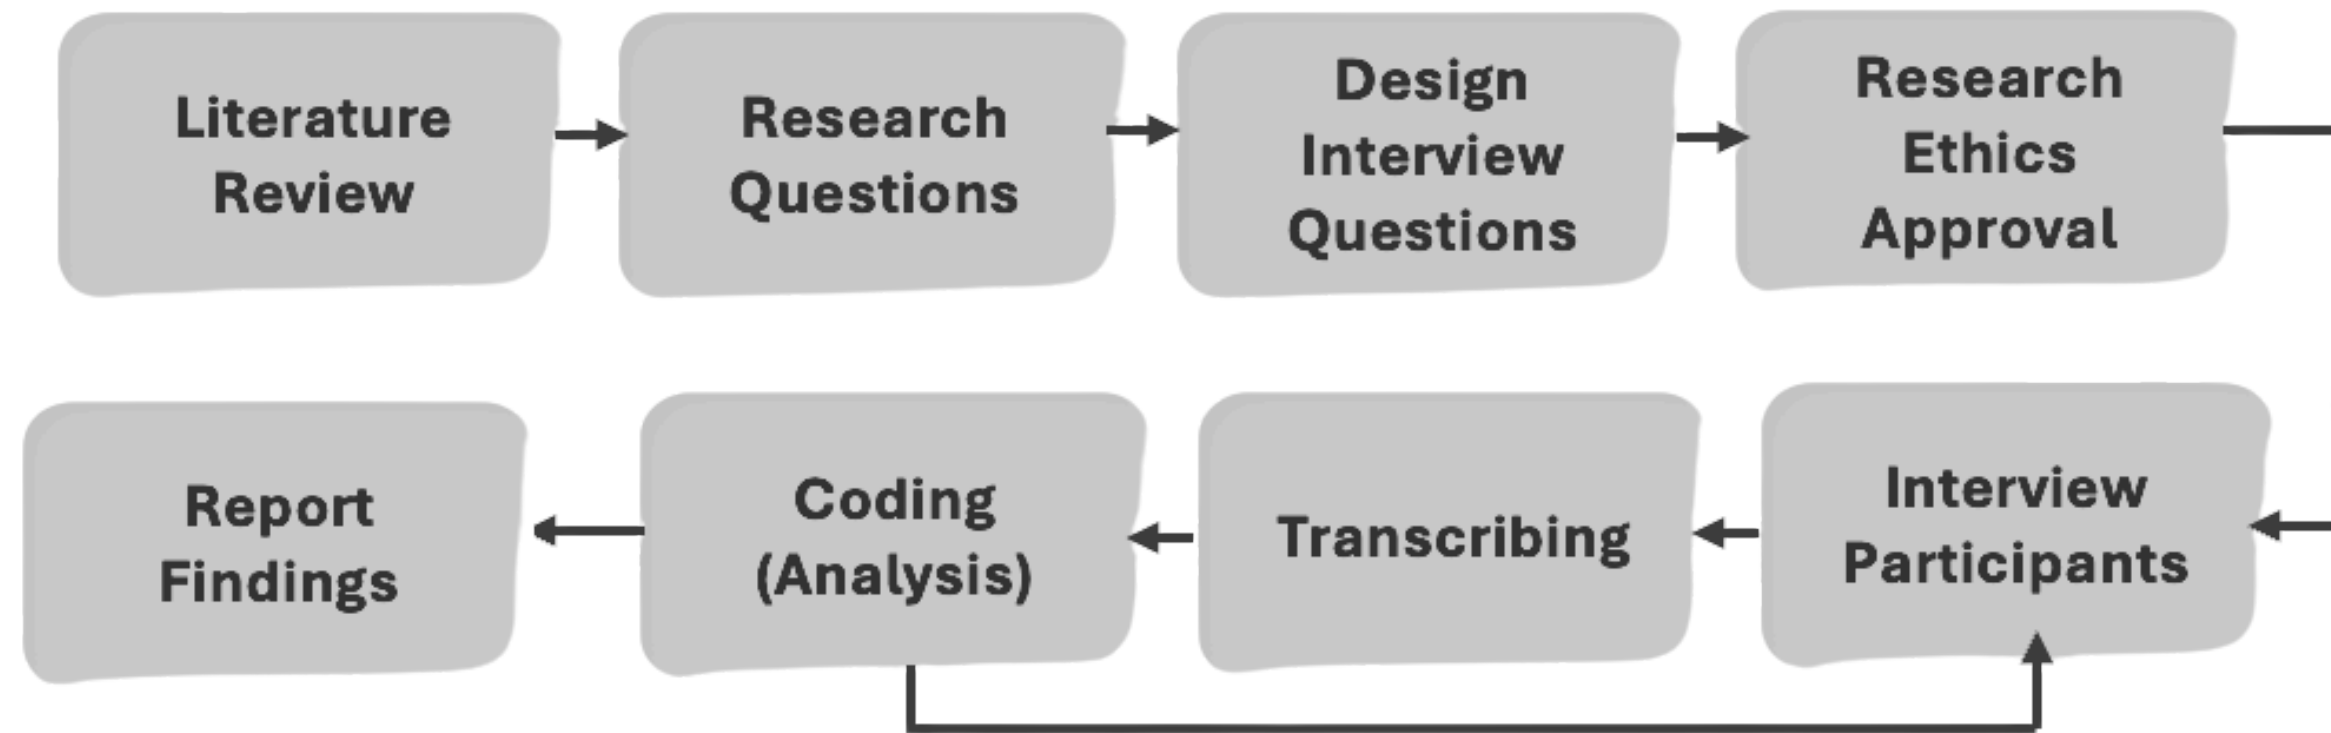 Literature
Review
Research
Questions
Design
Interview
Questions
Research
Ethics
Approval
Interview
Participants
Transcribing
Coding
(Analysis)
Report
Findings